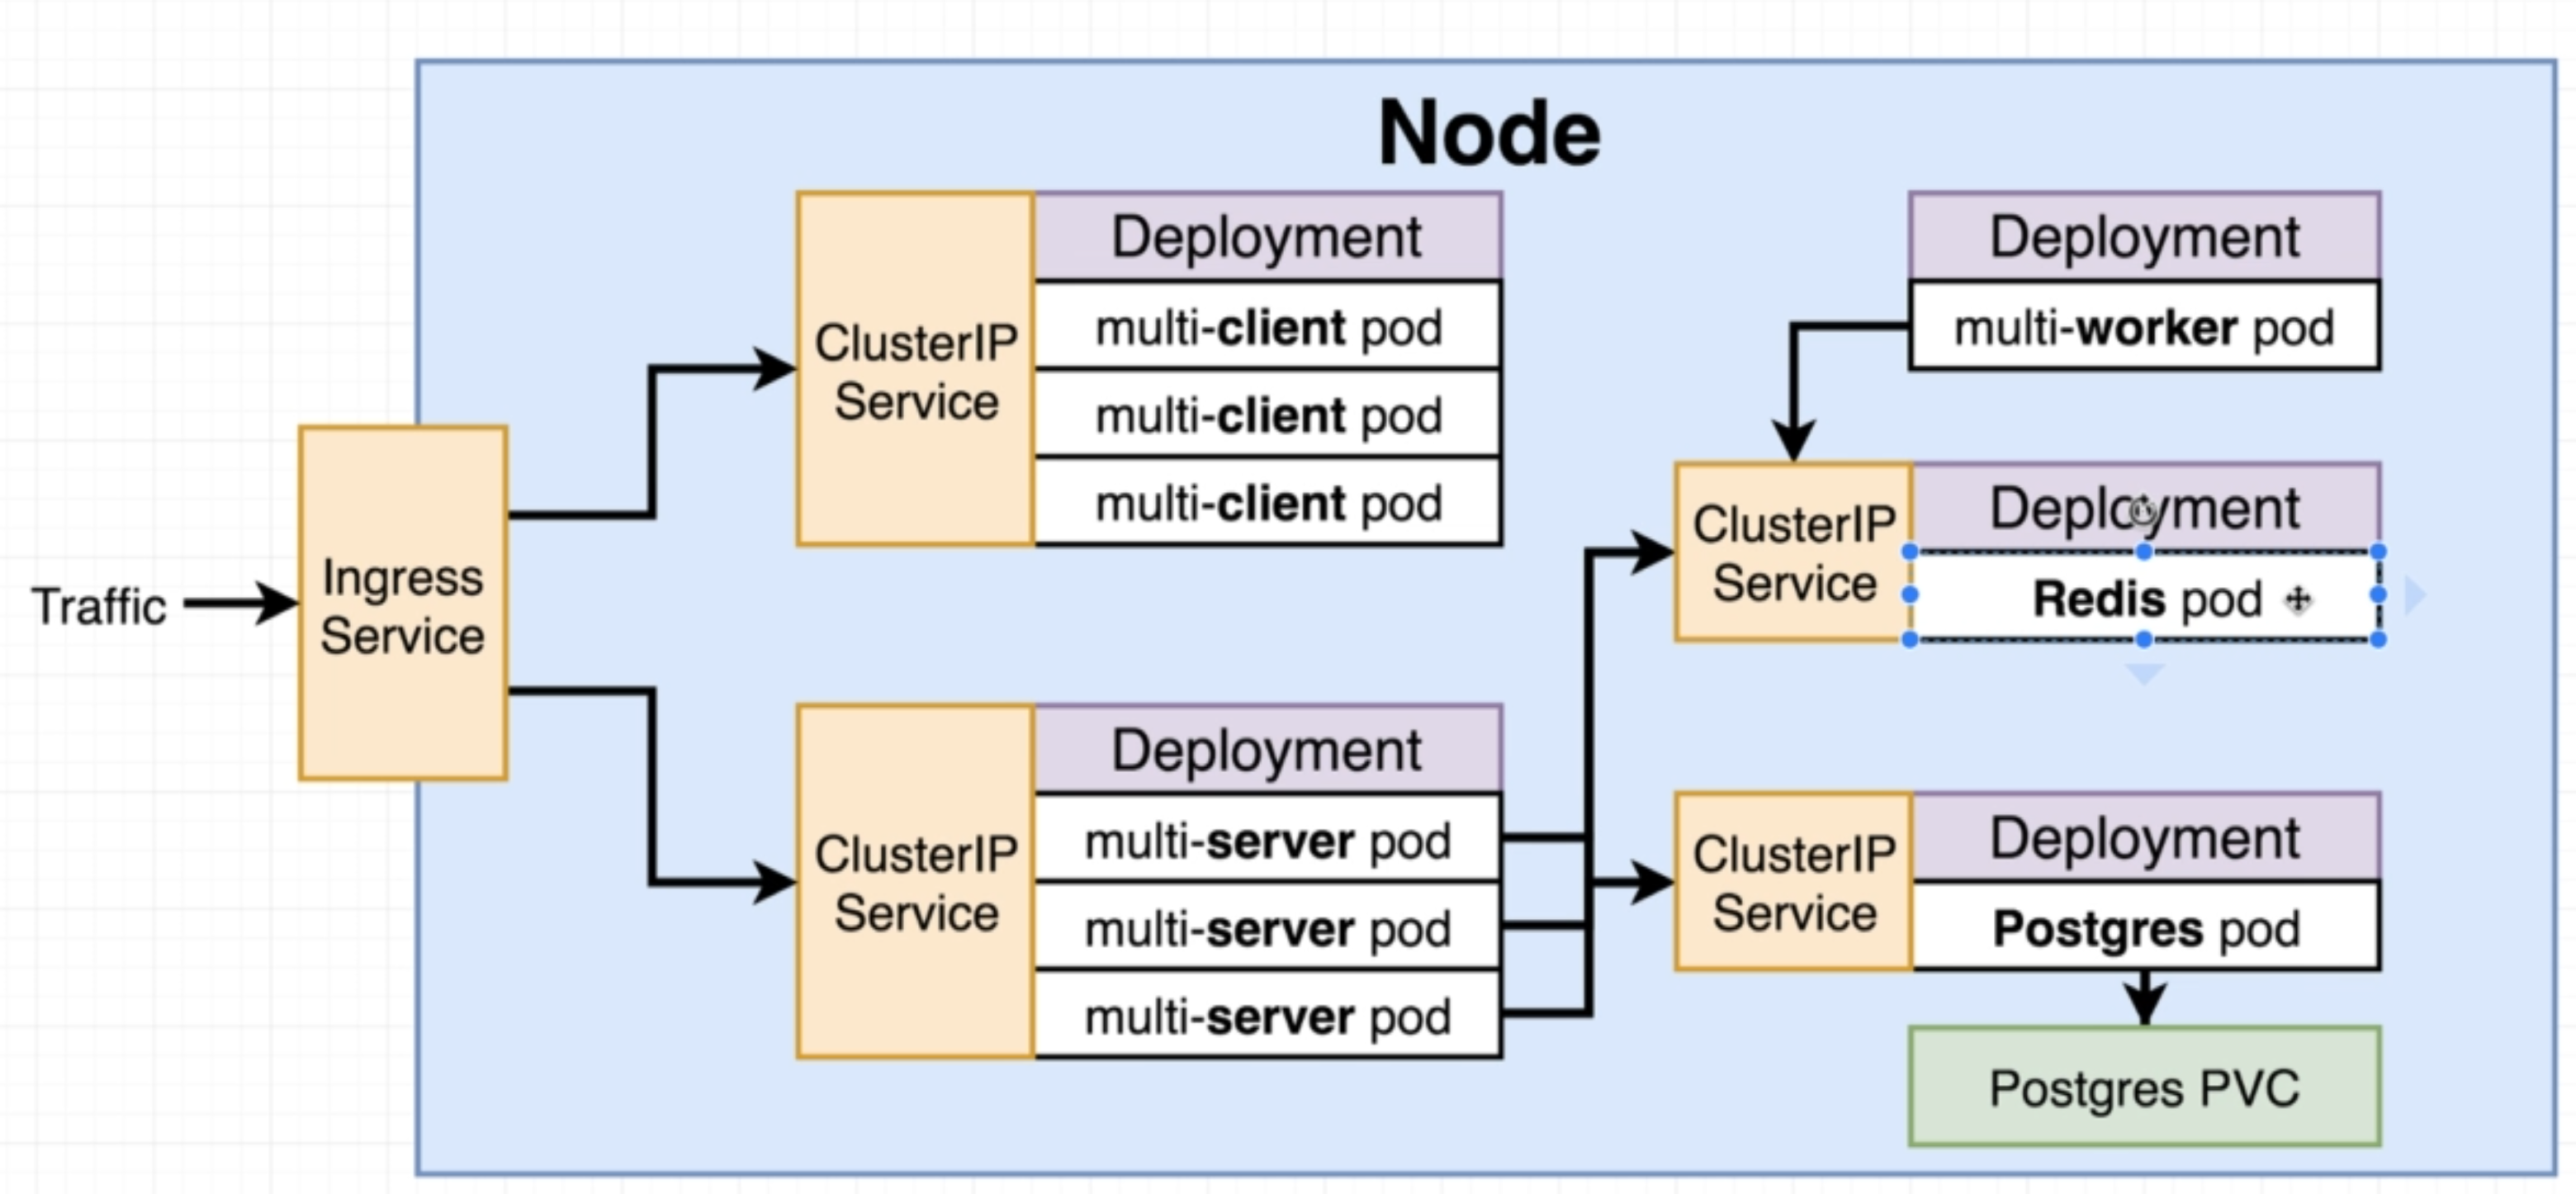 Node
Traffic
Ingress
Service
ClusterIP
Service
Deployment
multi-client pod
multi-client pod
multi-client pod
ClusterIP
Service
Deployment
multi-server pod
multi-server pod
multi-server pod
Deployment
multi-worker pod
ClusterIP
Service
Deployment
Redis pod
ClusterIP
Service
Deployment
Postgres pod
Postgres PVC